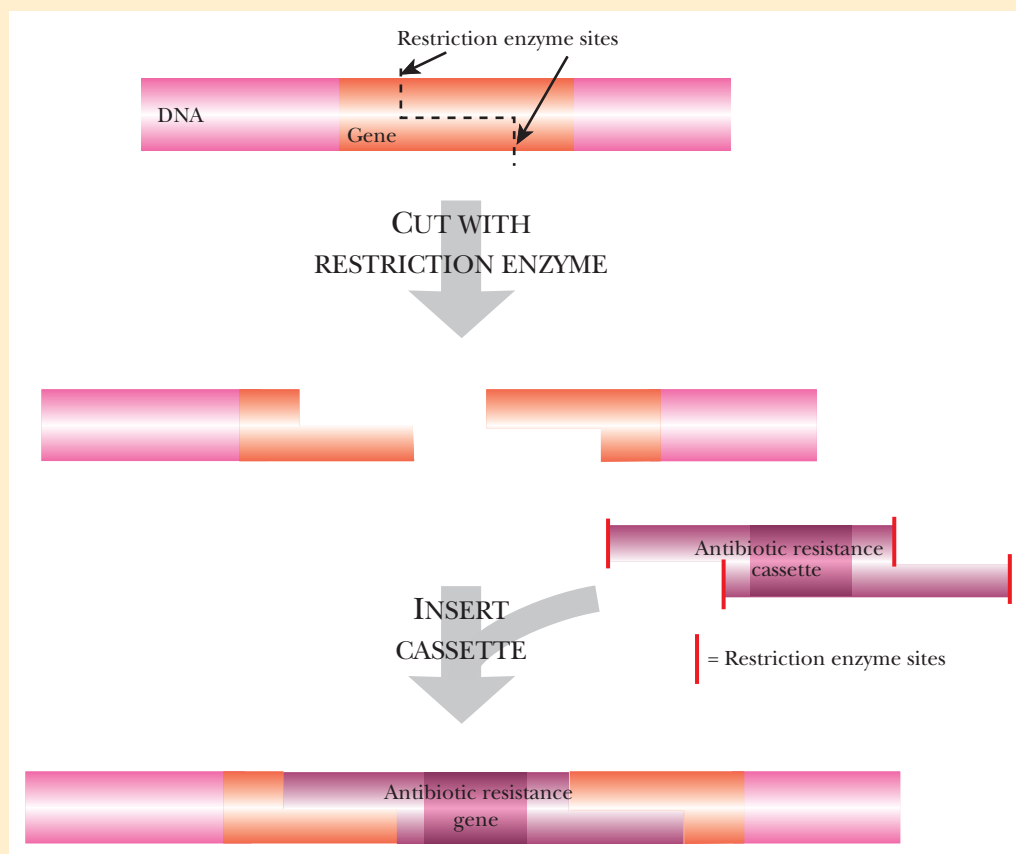 Restriction enzyme sites
DNA
Gene
CUT WITH
RESTRICTION ENZYME
Antibiotic resistance
cassette
INSERT
CASSETTE
= Restriction enzyme sites
Antibiotic resistance
gene